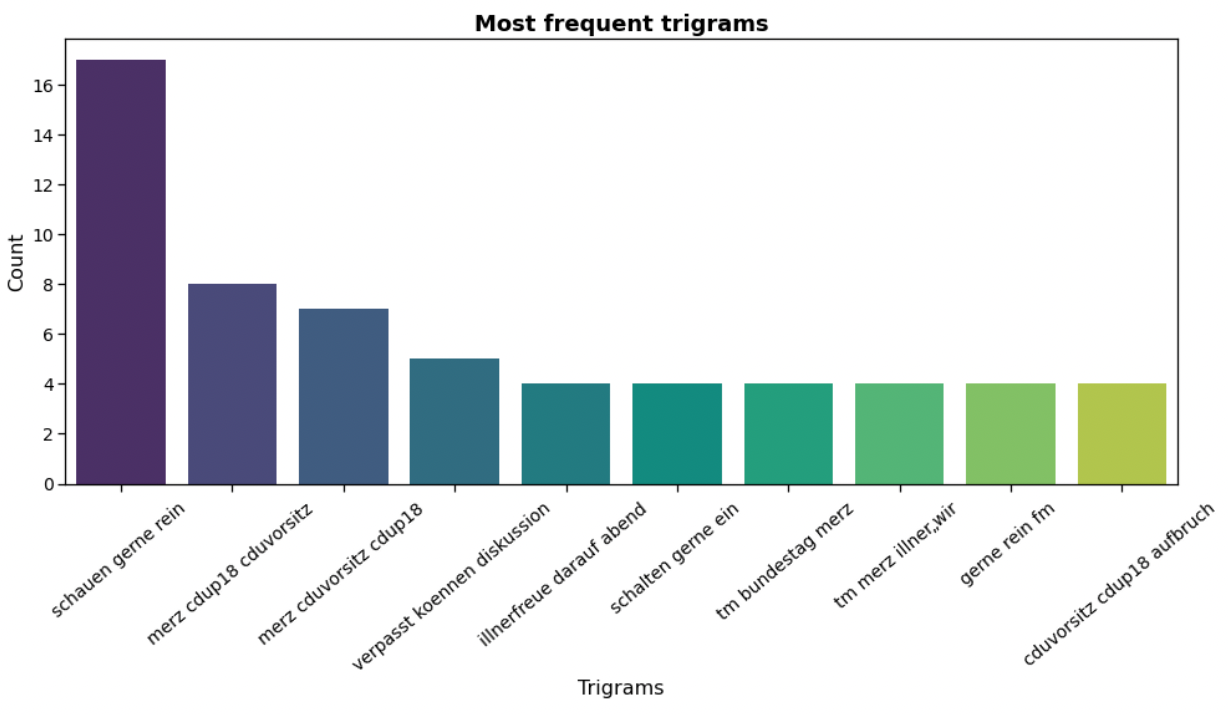 Most frequent trigrams
Count
16
14
12
10
8
6
4
2
0
schauen gerne rein
merz cdup18 cduvorsitz
merz cduvorsitz cdup18
verpasst koennen diskussion
illnerfreue darauf abend
schalten gerne ein
tm bundestag merz
tm merz illner„wir
gerne rein fm
cduvorsitz cdup18 aufbruch
Trigrams